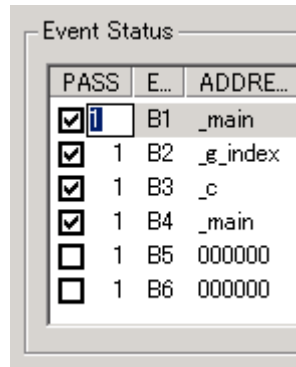 Event Status
PASS E... ADDRE...
1 B1 _main
1 B2 _g_index
1 B3 _c
1 B4 _main
1 B5 000000
1 B6 000000